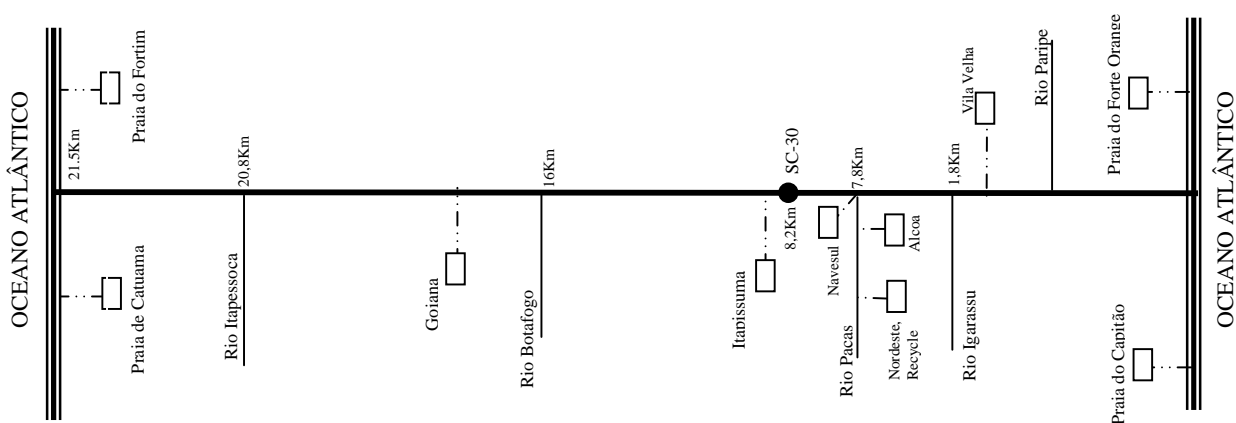 OCEANO ATLÂNTICO
Praia de Catuama
Praia do Fortim
21.5Km
Rio Itapessoca
20,8Km
Goiana
Rio Botafogo
16Km
Itapissuma
8.2Km
SC-30
Navesul
Rio Pacas
7,8Km
Alcoa
Nordeste,
Recycle
Rio Igarassu
1,8Km
Vila Velha
Rio Paripe
Praia do Capitão
Praia do Forte Orange
OCEANO ATLÂNTICO